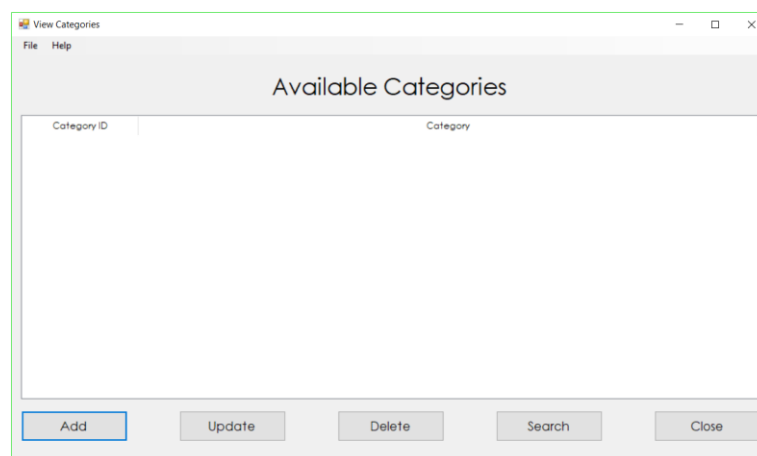 View Categories
File Help
Available Categories
Category ID Category
Add Update Delete Search Close